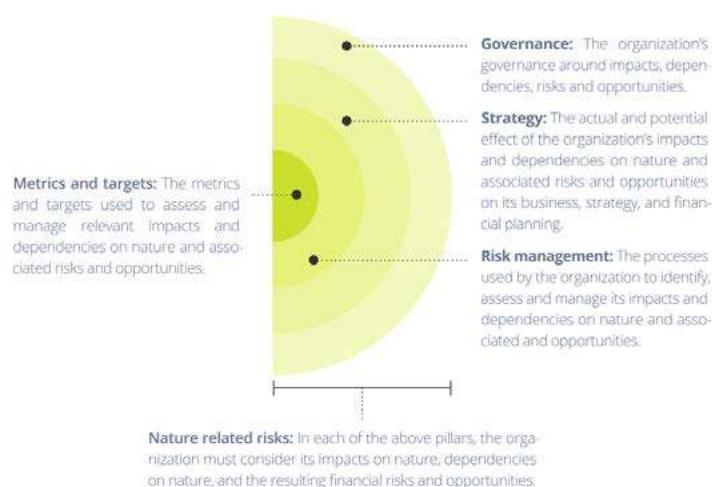 Governance: The organization's
governance around impacts, depen-
dencies, risks and opportunities.
Strategy: The actual and potential
effect of the organization's impacts
and dependencies on nature and
associated risks and opportunities
on its business, strategy, and finan-
cial planning.
Metrics and targets: The metrics
and targets used to assess and
manage relevant impacts and
dependencies on nature and asso-
ciated risks and opportunities.
Risk management: The processes
used by the organization to identify,
assess and manage its impacts and
dependencies on nature and asso-
ciated and opportunities.
Nature related risks: In each of the above pillars, the orga-
nization must consider its impacts on nature, dependencies
on nature, and the resulting financial risks and opportunities.